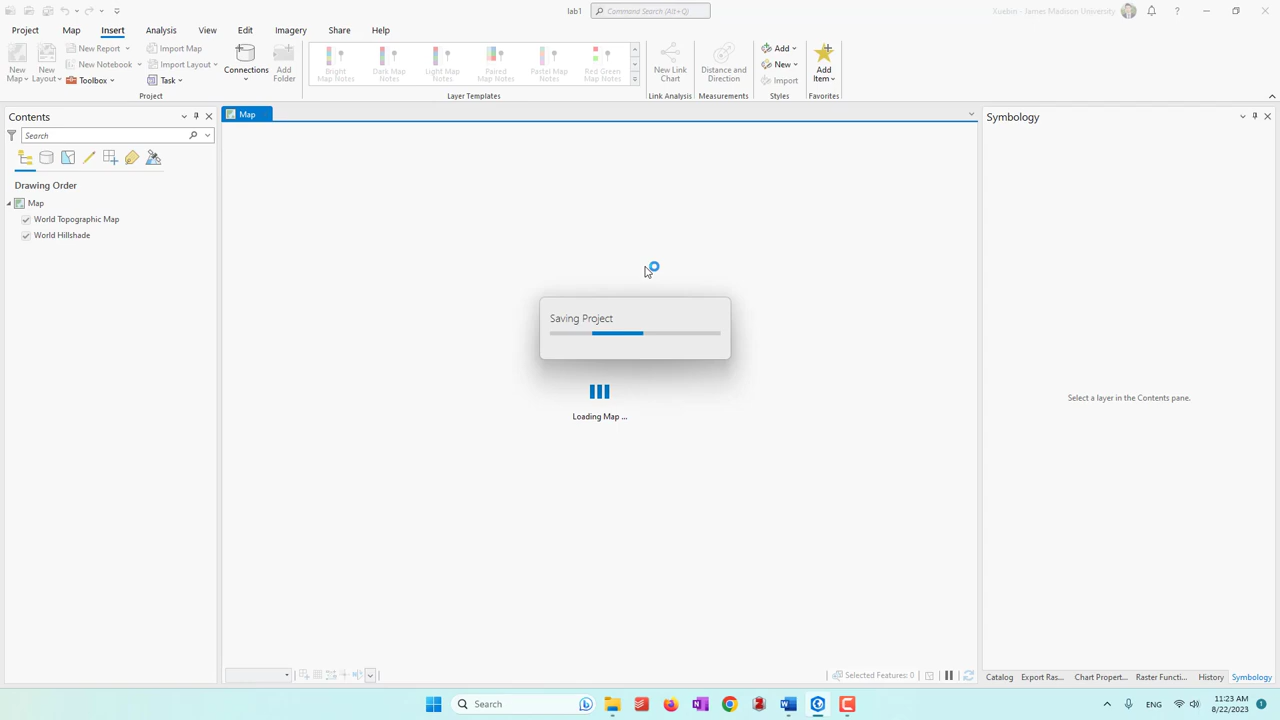 lab1
Command Search (Alt+Q)
Xuebin - James Madison University
Project
Map
Insert
Analysis
View
Edit
Imagery
Share
Help
New Map
New Layout
New Report
New Notebook
Toolbox
Import Map
Import Layout
Task
Connections
Add Folder
Project
Bright Map Notes
Dark Map Notes
Light Map Notes
Paired Map Notes
Pastel Map Notes
Red Green Map Notes
Layer Templates
New Link Chart
Link Analysis
Distance and Direction
Measurements
Add
New
Import
Styles
Add Item
Favorites
Contents
Search
Drawing Order
Map
World Topographic Map
World Hillshade
Map
Saving Project
Loading Map ...
Selected Features: 0
Symbology
Select a layer in the Contents pane.
Catalog
Export Ras...
Chart Propert...
Raster Functi...
History
Symbology
Search
ENG
11:23 AM
8/22/2023